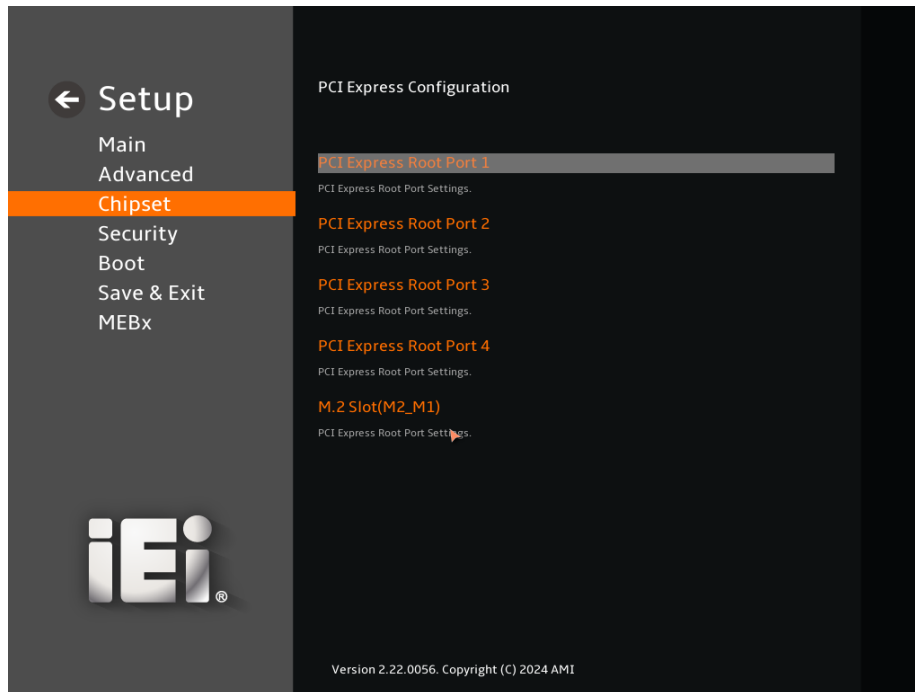 Setup
Main
Advanced
Chipset
Security
Boot
Save & Exit
MEBx
iEi®
PCI Express Configuration
PCI Express Root Port 1
PCI Express Root Port Settings.
PCI Express Root Port 2
PCI Express Root Port Settings.
PCI Express Root Port 3
PCI Express Root Port Settings.
PCI Express Root Port 4
PCI Express Root Port Settings.
M.2 Slot(M2_M1)
PCI Express Root Port Settings.
Version 2.22.0056. Copyright (C) 2024 AMI